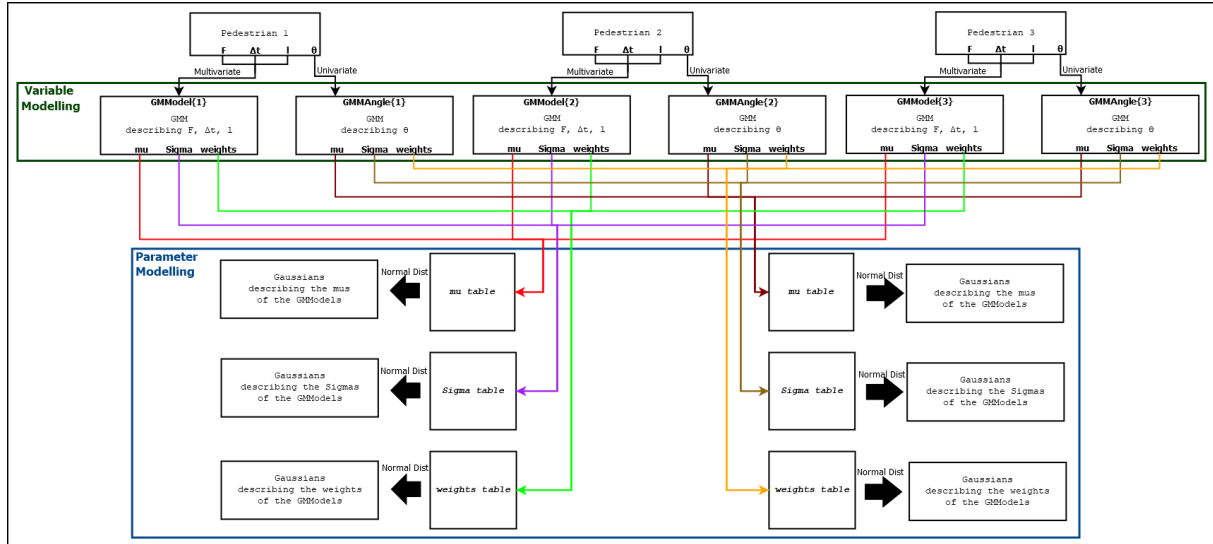 Pedestrian 1
F Δt l θ
Pedestrian 2
F Δt l θ
Pedestrian 3
F Δt l θ
Multivariate
Univariate
Multivariate
Univariate
Multivariate
Univariate
Variable
Modelling
GMModel{1}
GMM
describing F, Δt, l
mu Sigma weights
GMMAngle{1}
GMM
describing θ
mu Sigma weights
GMModel{2}
GMM
describing F, Δt, l
mu Sigma weights
GMMAngle{2}
GMM
describing θ
mu Sigma weights
GMModel{3}
GMM
describing F, Δt, l
mu Sigma weights
GMMAngle{3}
GMM
describing θ
mu Sigma weights
Parameter
Modelling
Gaussians
describing the mus
of the GMModels
Normal Dist
mu table
mu table
Normal Dist
Gaussians
describing the mus
of the GMModels
Gaussians
describing the Sigmas
of the GMModels
Normal Dist
Sigma table
Sigma table
Normal Dist
Gaussians
describing the Sigmas
of the GMModels
Gaussians
describing the weights
of the GMModels
Normal Dist
weights table
weights table
Normal Dist
Gaussians
describing the weights
of the GMModels